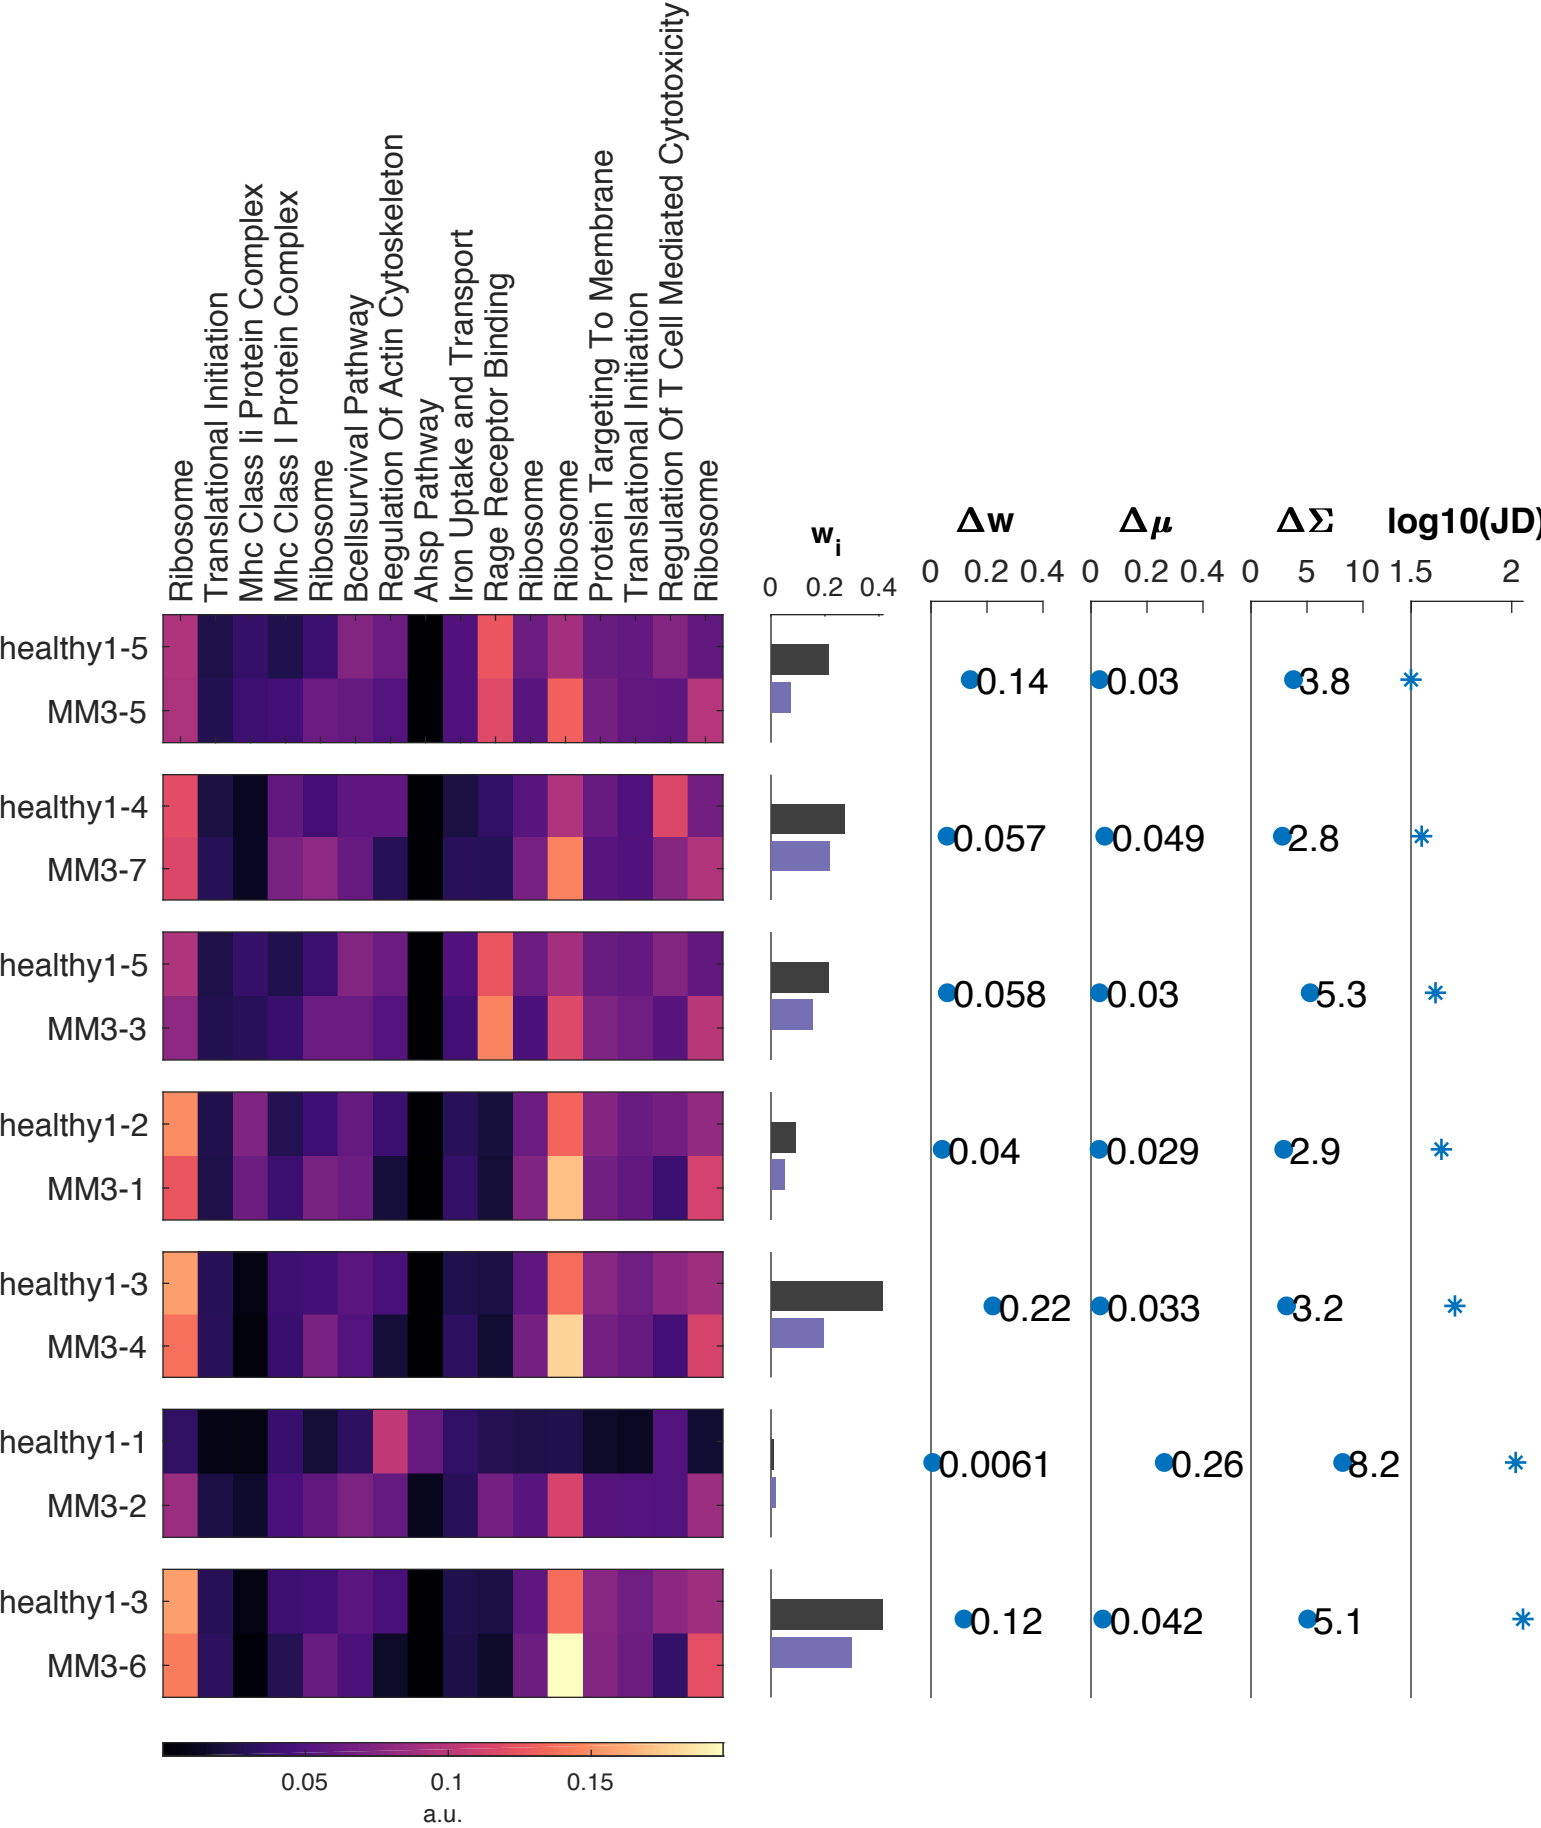 Ribosome
Translational Initiation
Mhc Class Ii Protein Complex
Mhc Class I Protein Complex
Ribosome
Bcellsurvival Pathway
Regulation Of Actin Cytoskeleton
Ahsp Pathway
Iron Uptake and Transport
Rage Receptor Binding
Ribosome
Ribosome
Protein Targeting To Membrane
Translational Initiation
Regulation Of T Cell Mediated Cytotoxicity
Ribosome
wi Δw Δμ ΔΣ log10(JD)
0 0.2 0.4 0 0.2 0.4 0 0.2 0.4 0 5 10 1.5 2
healthy1-5
MM3-5
0.14 0.03 3.8
healthy1-4
MM3-7
0.057 0.049 2.8
healthy1-5
MM3-3
0.058 0.03 5.3
healthy1-2
MM3-1
0.04 0.029 2.9
healthy1-3
MM3-4
0.22 0.033 3.2
healthy1-1
MM3-2
0.0061 0.26 8.2
healthy1-3
MM3-6
0.12 0.042 5.1
0.05 0.1 0.15
a.u.